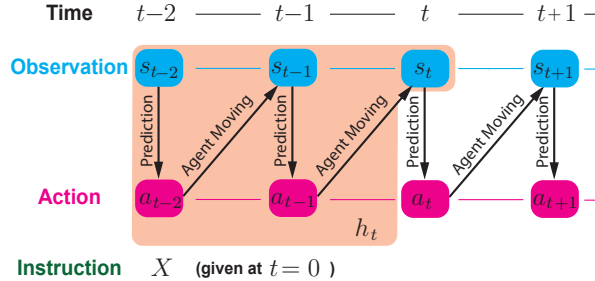 Time t−2 t−1 t t+1
Observation s_{t−2} s_{t−1} s_t s_{t+1}
Prediction Agent Moving Prediction Agent Moving Prediction Agent Moving Prediction
Action a_{t−2} a_{t−1} a_t a_{t+1}
h_t
Instruction X (given at t = 0 )